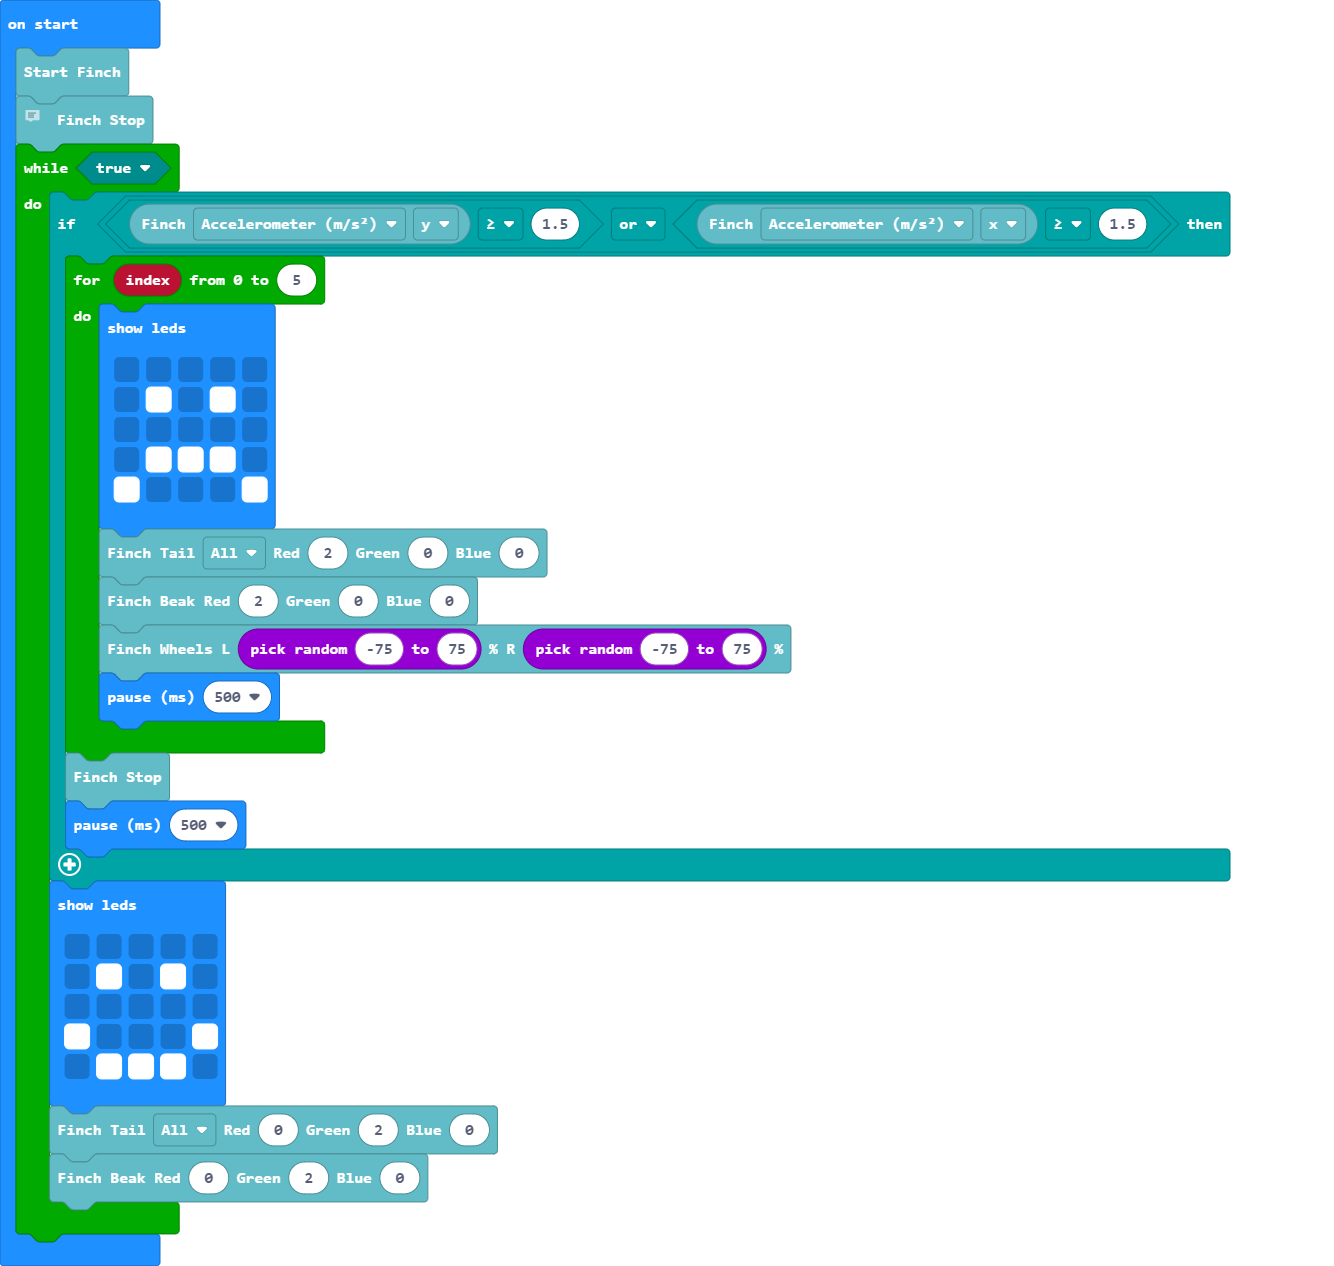 on start
Start Finch
Finch Stop
while true
do
if Finch Accelerometer (m/s²) y ≥ 1.5 or Finch Accelerometer (m/s²) x ≥ 1.5 then
for index from 0 to 5
do
show leds
Finch Tail All Red 2 Green 0 Blue 0
Finch Beak Red 2 Green 0 Blue 0
Finch Wheels L pick random -75 to 75 % R pick random -75 to 75 %
pause (ms) 500
Finch Stop
pause (ms) 500
show leds
Finch Tail All Red 0 Green 2 Blue 0
Finch Beak Red 0 Green 2 Blue 0